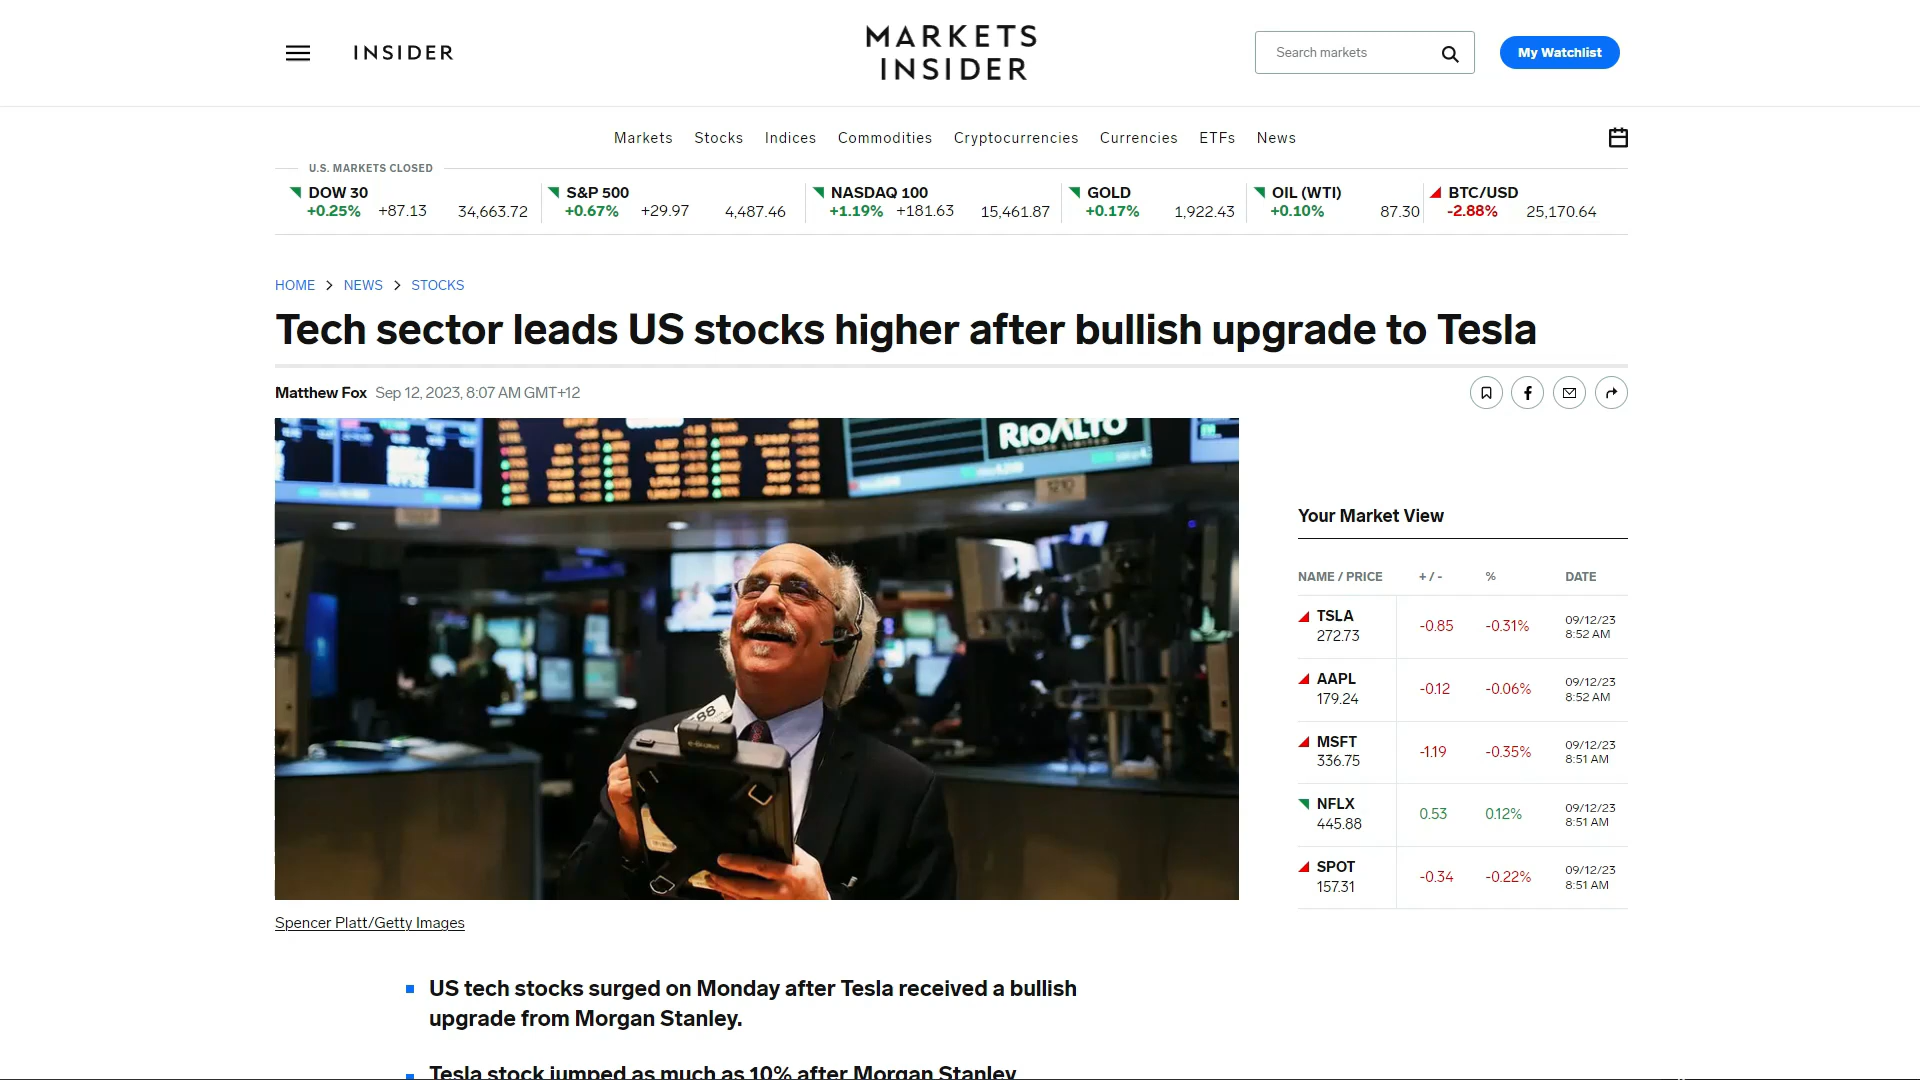 INSIDER
MARKETS
INSIDER
Search markets
My Watchlist
Markets Stocks Indices Commodities Cryptocurrencies Currencies ETFs News
U.S. MARKETS CLOSED
DOW 30
+0.25% +87.13 34,663.72
S&P 500
+0.67% +29.97 4,487.46
NASDAQ 100
+1.19% +181.63 15,461.87
GOLD
+0.17% 1,922.43
OIL (WTI)
+0.10% 87.30
BTC/USD
-2.88% 25,170.64
HOME NEWS STOCKS
Tech sector leads US stocks higher after bullish upgrade to Tesla
Matthew Fox Sep 12, 2023, 8:07 AM GMT+12
RIOALTO
Spencer Platt/Getty Images
US tech stocks surged on Monday after Tesla received a bullish
upgrade from Morgan Stanley.
Tesla stock jumped as much as 10% after Morgan Stanley
Your Market View
NAME / PRICE + / - % DATE
TSLA
272.73 -0.85 -0.31% 09/12/23
8:52 AM
AAPL
179.24 -0.12 -0.06% 09/12/23
8:52 AM
MSFT
336.75 -1.19 -0.35% 09/12/23
8:51 AM
NFLX
445.88 0.53 0.12% 09/12/23
8:51 AM
SPOT
157.31 -0.34 -0.22% 09/12/23
8:51 AM